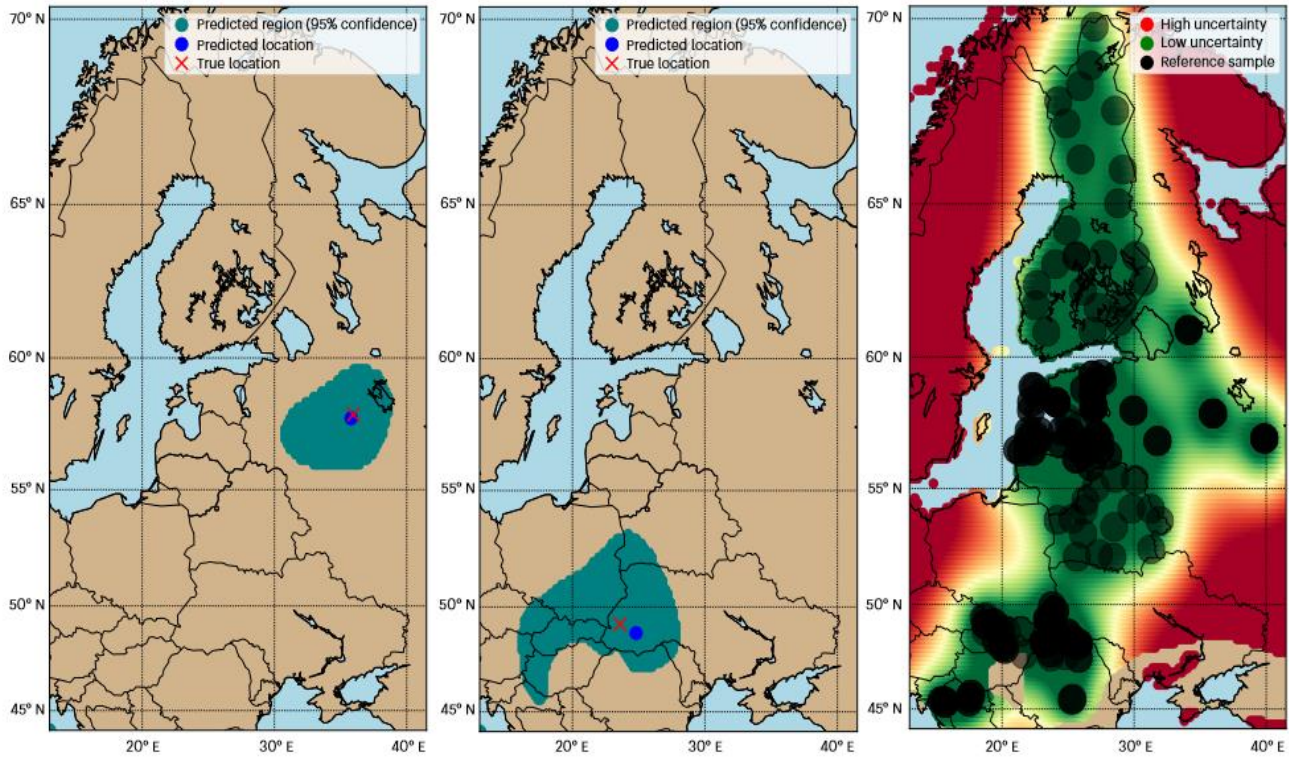 70° N
65° N
60° N
55° N
50° N
45° N
Predicted region (95% confidence)
Predicted location
True location
20° E
30° E
40° E
70° N
65° N
60° N
55° N
50° N
45° N
Predicted region (95% confidence)
Predicted location
True location
20° E
30° E
40° E
70° N
65° N
60° N
55° N
50° N
45° N
High uncertainty
Low uncertainty
Reference sample
20° E
30° E
40° E